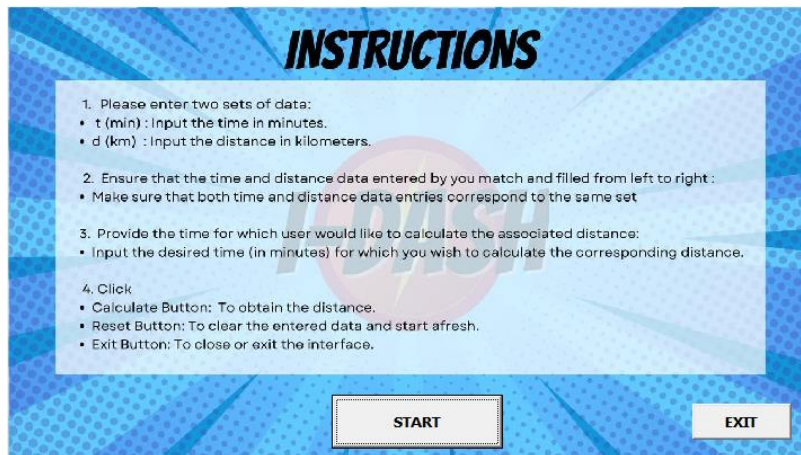 INSTRUCTIONS
1. Please enter two sets of data:
• t (min) : Input the time in minutes.
• d (km) : Input the distance in kilometers.
2. Ensure that the time and distance data entered by you match and filled from left to right :
• Make sure that both time and distance data entries correspond to the same set
3. Provide the time for which user would like to calculate the associated distance:
• Input the desired time (in minutes) for which you wish to calculate the corresponding distance.
I-DASH
4. Click
• Calculate Button: To obtain the distance.
• Reset Button: To clear the entered data and start afresh.
• Exit Button: To close or exit the interface.
START
EXIT